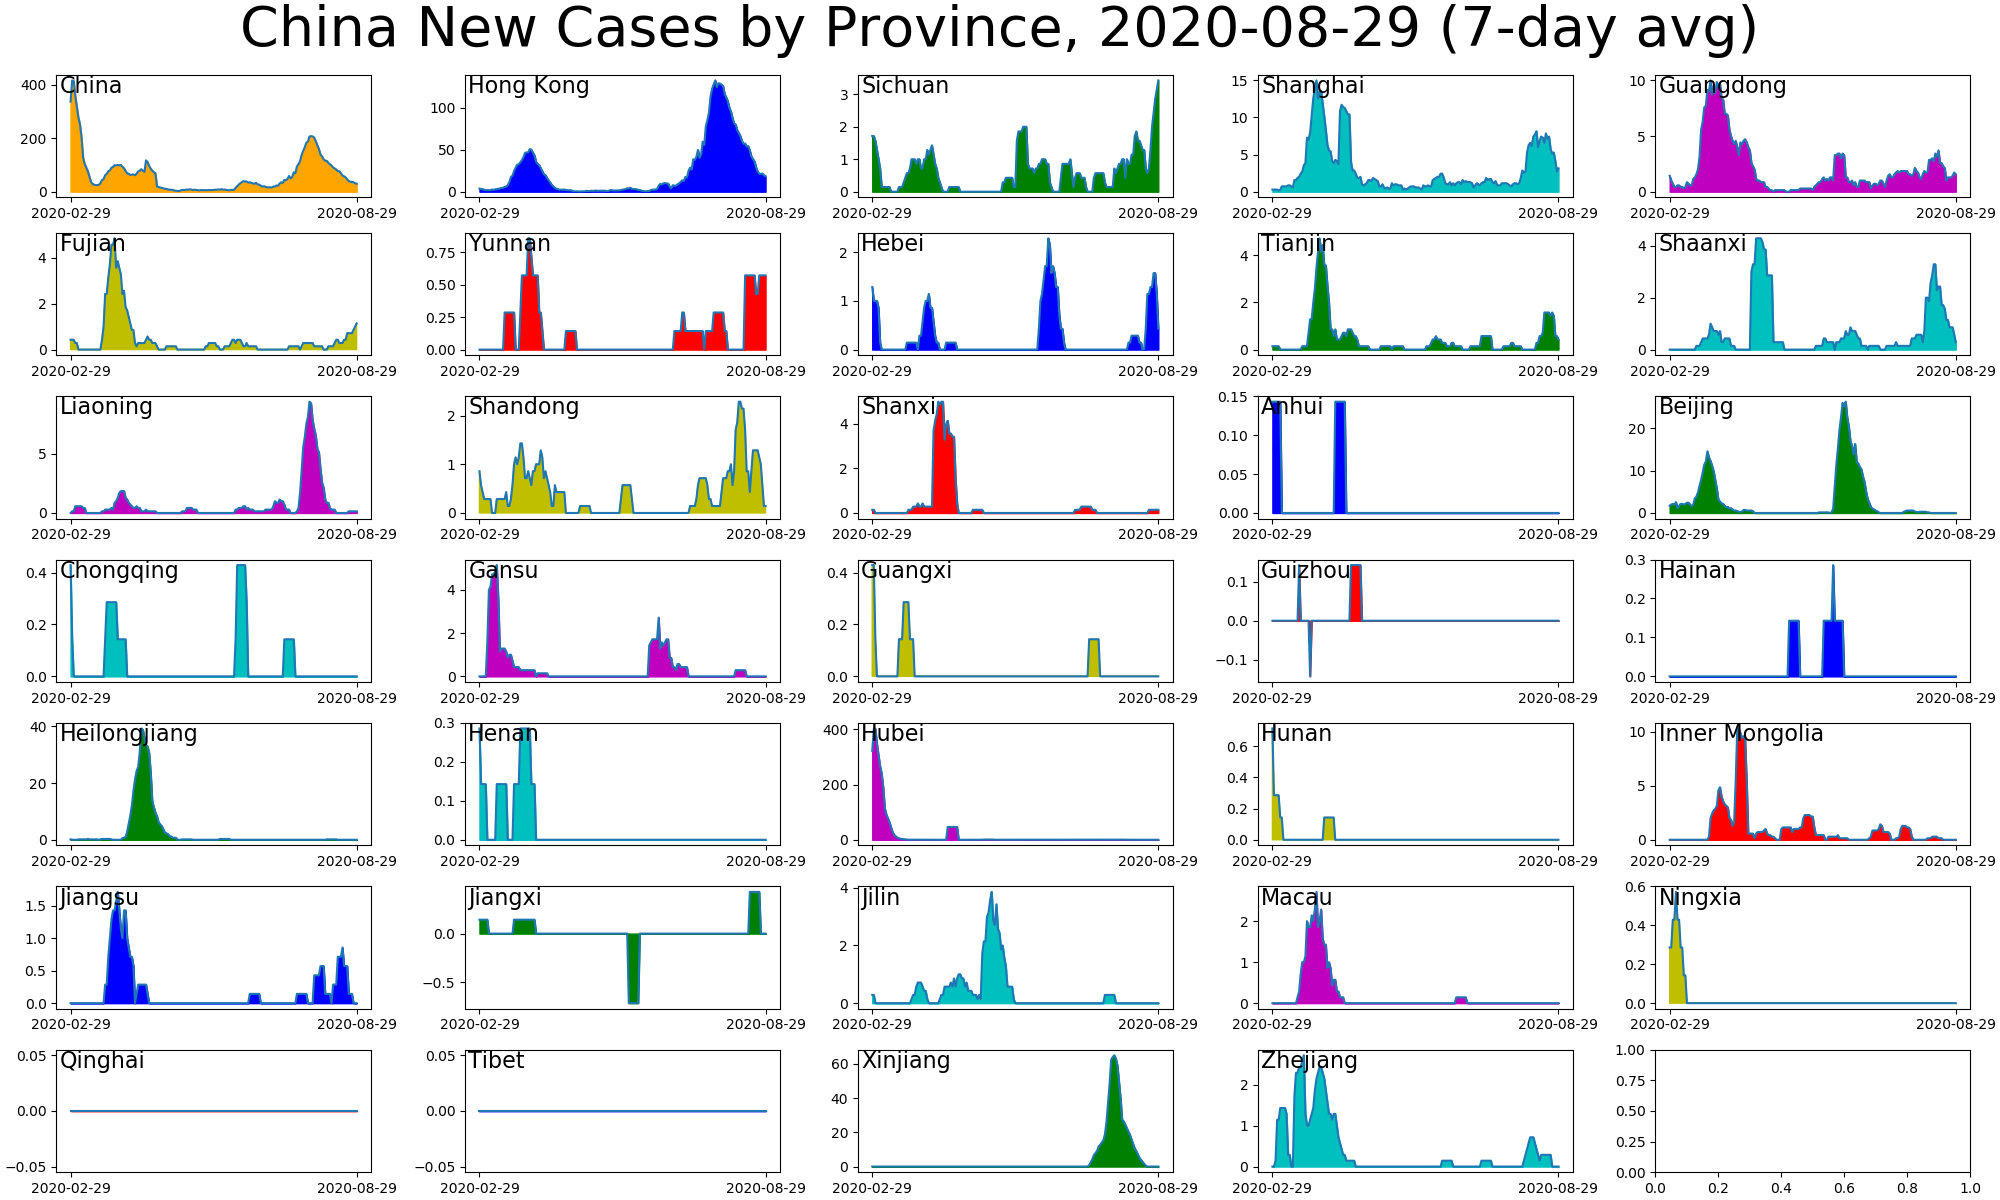 China New Cases by Province, 2020-08-29 (7-day avg)
China Hong Kong Sichuan Shanghai Guangdong
400 200 0
100 50 0
3 2 1 0
15 10 5 0
10 5 0
2020-02-29 2020-08-29 2020-02-29 2020-08-29 2020-02-29 2020-08-29 2020-02-29 2020-08-29 2020-02-29 2020-08-29
Fujian Yunnan Hebei Tianjin Shaanxi
4 2 0
0.75 0.50 0.25 0.00
2 1 0
4 2 0
4 2 0
2020-02-29 2020-08-29 2020-02-29 2020-08-29 2020-02-29 2020-08-29 2020-02-29 2020-08-29 2020-02-29 2020-08-29
Liaoning Shandong Shanxi Anhui Beijing
5 0
2 1 0
4 2 0
0.15 0.10 0.05 0.00
20 10 0
2020-02-29 2020-08-29 2020-02-29 2020-08-29 2020-02-29 2020-08-29 2020-02-29 2020-08-29 2020-02-29 2020-08-29
Chongqing Gansu Guangxi Guizhou Hainan
0.4 0.2 0.0
4 2 0
0.4 0.2 0.0
0.1 0.0 −0.1
0.3 0.2 0.1 0.0
2020-02-29 2020-08-29 2020-02-29 2020-08-29 2020-02-29 2020-08-29 2020-02-29 2020-08-29 2020-02-29 2020-08-29
Heilongjiang Henan Hubei Hunan Inner Mongolia
40 20 0
0.3 0.2 0.1 0.0
400 200 0
0.6 0.4 0.2 0.0
10 5 0
2020-02-29 2020-08-29 2020-02-29 2020-08-29 2020-02-29 2020-08-29 2020-02-29 2020-08-29 2020-02-29 2020-08-29
Jiangsu Jiangxi Jilin Macau Ningxia
1.5 1.0 0.5 0.0
0.0 −0.5
4 2 0
2 1 0
0.6 0.4 0.2 0.0
2020-02-29 2020-08-29 2020-02-29 2020-08-29 2020-02-29 2020-08-29 2020-02-29 2020-08-29 2020-02-29 2020-08-29
Qinghai Tibet Xinjiang Zhejiang
0.05 0.00 −0.05
0.05 0.00 −0.05
60 40 20 0
2 1 0
1.00 0.75 0.50 0.25 0.00
2020-02-29 2020-08-29 2020-02-29 2020-08-29 2020-02-29 2020-08-29 2020-02-29 2020-08-29 0.0 0.2 0.4 0.6 0.8 1.0